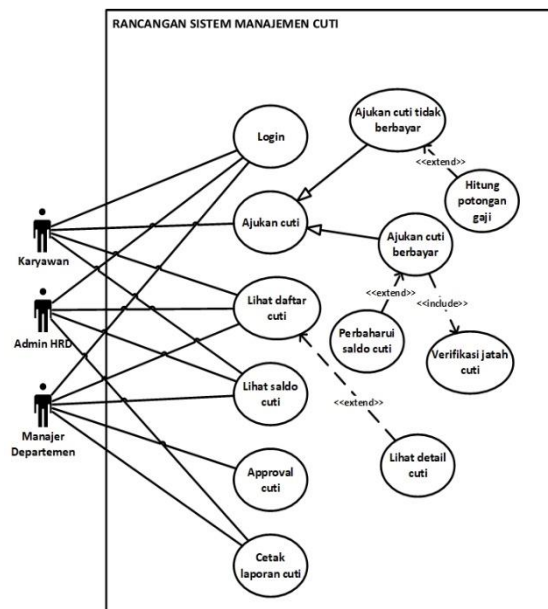 RANCANGAN SISTEM MANAJEMEN CUTI
Ajukan cuti tidak
berbayar
Login
<<extend>>
Hitung
potongan
gaji
Ajukan cuti
Ajukan cuti
berbayar
Karyawan
Lihat daftar
cuti
<<extend>>
<<include>>
Perbaharui
saldo cuti
Verifikasi jatah
cuti
Admin HRD
Lihat saldo
cuti
<<extend>>
Manajer
Departemen
Lihat detail
cuti
Approval
cuti
Cetak
laporan cuti